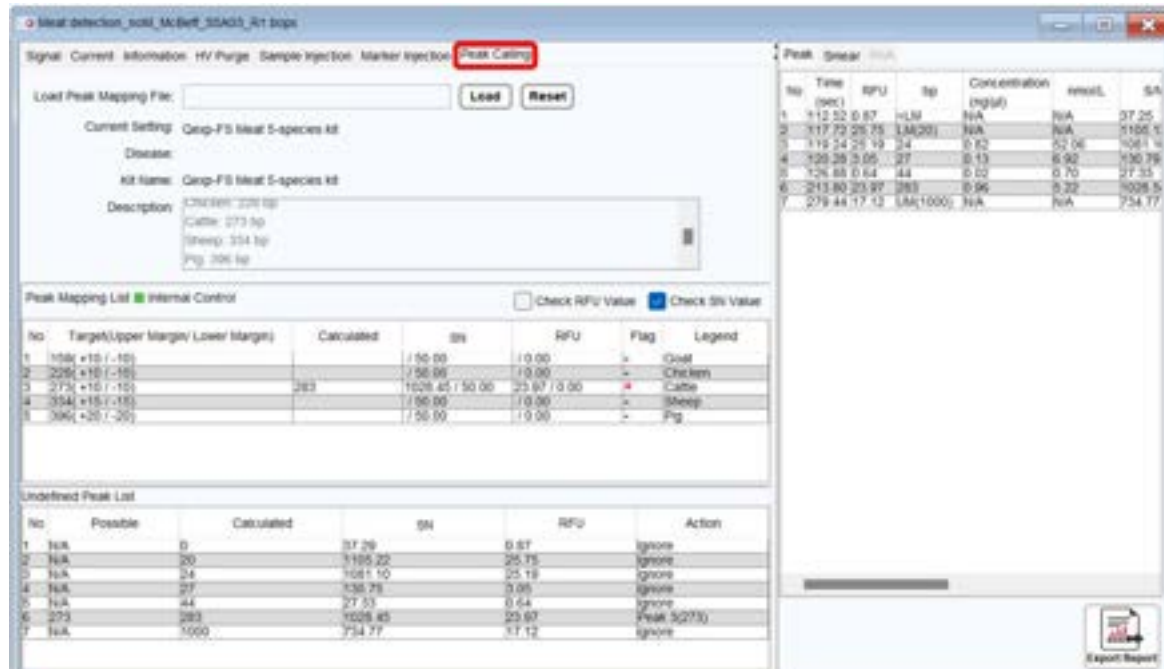 Signal Current Information HV Purge Sample Injection Marker Injection Peak Calling
Load Peak Mapping File: Load Reset
Current Setting: Qexp-FS Meat 5-species kit
Disease:
Kit Name: Qexp-FS Meat 5-species kit
Description: Chicken: 228 bp
Cattle: 273 bp
Sheep: 334 bp
Pig: 396 bp
Peak Mapping List Internal Control Check RFU Value Check SN Value
No Target(Upper Margin/ Lower Margin) Calculated SN RFU Flag Legend
1 168( +10 / -10) / 50.00 / 0.00 - Goat
2 228( +10 / -10) / 50.00 / 0.00 - Chicken
3 273( +10 / -10) 283 1028.45 / 50.00 23.97 / 0.00 Cattle
4 334( +15 / -15) / 50.00 / 0.00 - Sheep
5 396( +20 / -20) / 50.00 / 0.00 - Pig
Undefined Peak List
No Possible Calculated SN RFU Action
1 N/A 0 37.29 0.87 Ignore
2 N/A 20 1105.22 25.75 Ignore
3 N/A 24 1081.10 25.19 Ignore
4 N/A 27 130.75 3.05 Ignore
5 N/A 44 27.33 0.64 Ignore
6 273 283 1028.45 23.97 Peak 3(273)
7 N/A 1000 734.77 17.12 Ignore
Peak Smear
No Time (sec) RFU bp Concentration (ng/ul) nmol/L S/N
1 112.52 0.87 <LM N/A N/A 37.25
2 117.72 25.75 LM(20) N/A N/A 1105.1
3 119.24 25.19 24 0.82 52.06 1081.1
4 120.28 3.05 27 0.13 6.92 130.79
5 126.88 0.64 44 0.02 0.70 27.33
6 213.80 23.97 283 0.96 5.22 1028.5
7 279.44 17.12 UM(1000) N/A N/A 734.77
Export Report